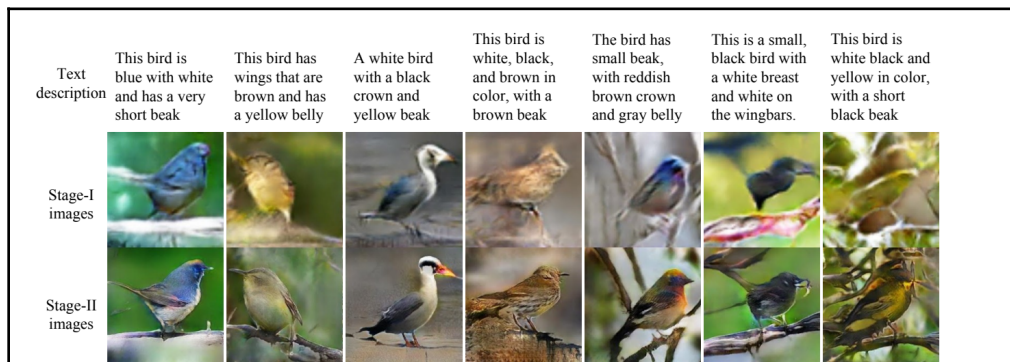 Text
description
This bird is
blue with white
and has a very
short beak
This bird has
wings that are
brown and has
a yellow belly
A white bird
with a black
crown and
yellow beak
This bird is
white, black,
and brown in
color, with a
brown beak
The bird has
small beak,
with reddish
brown crown
and gray belly
This is a small,
black bird with
a white breast
and white on
the wingbars.
This bird is
white black and
yellow in color,
with a short
black beak
Stage-I
images
Stage-II
images